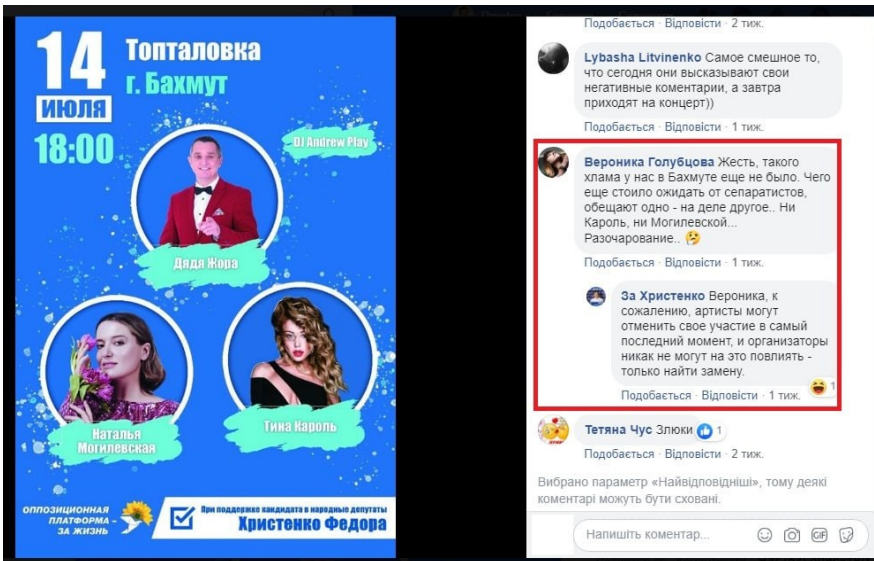 14
ИЮЛЯ
18:00
Топталовка
г. Бахмут
DJ Andrew Play
Дядя Жора
Наталья
Могилевская
Тина Кароль
ОППОЗИЦИОННАЯ
ПЛАТФОРМА –
ЗА ЖИЗНЬ
При поддержке кандидата в народные депутаты
Христенко Федора
Подобається · Відповісти · 2 тиж.
Lybasha Litvinenko Самое смешное то,
что сегодня они высказывают свои
негативные коментарии, а завтра
приходят на концерт))
Подобається · Відповісти · 1 тиж.
Вероника Голубцова Жесть, такого
хлама у нас в Бахмуте еще не было. Чего
еще стоило ожидать от сепаратистов,
обещают одно - на деле другое.. Ни
Кароль, ни Могилевской...
Разочарование.. 🤔
Подобається · Відповісти · 1 тиж.
За Христенко Вероника, к
сожалению, артисты могут
отменить свое участие в самый
последний момент, и организаторы
никак не могут на это повлиять -
только найти замену.
Подобається · Відповісти · 1 тиж. 😆 1
Тетяна Чус Злюки 👍 1
Подобається · Відповісти · 2 тиж.
Вибрано параметр «Найвідповідніші», тому деякі
коментарі можуть бути сховані.
Напишіть коментар...
GIF